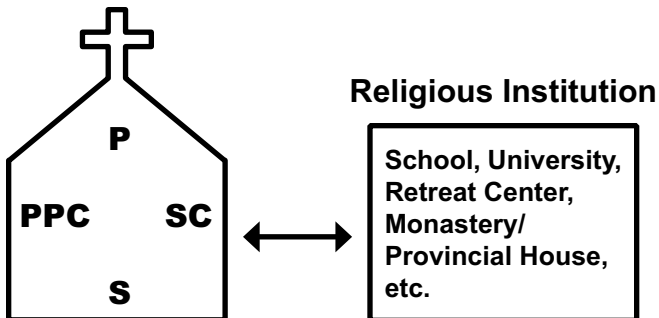 P
PPC SC
S
Religious Institution
School, University,
Retreat Center,
Monastery/
Provincial House,
etc.